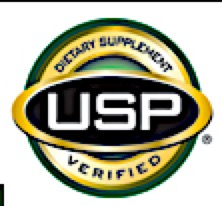 DIETARY SUPPLEMENT
USP
VERIFIED
®